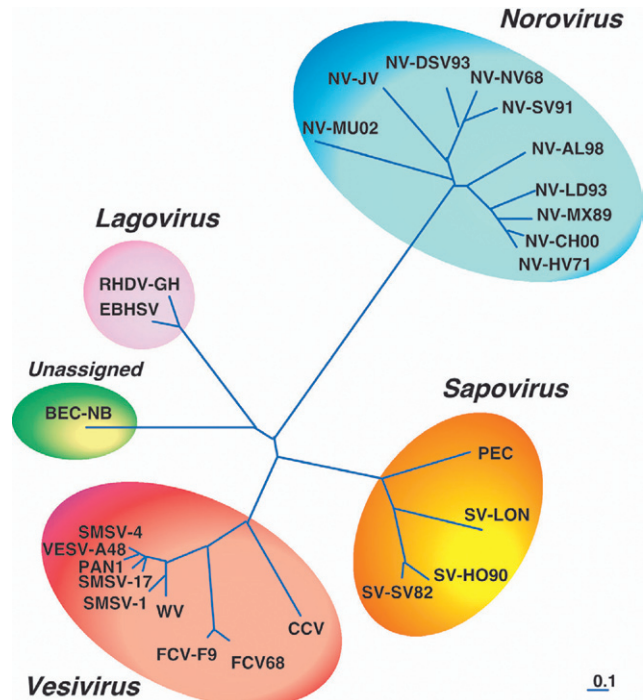 Norovirus
NV-DSV93
NV-JV
NV-NV68
NV-SV91
NV-MU02
NV-AL98
NV-LD93
NV-MX89
NV-CH00
NV-HV71
Lagovirus
RHDV-GH
EBHSV
Unassigned
BEC-NB
Sapovirus
PEC
SV-LON
SV-HO90
SV-SV82
SMSV-4
VESV-A48
PAN1
SMSV-17
SMSV-1
WV
CCV
FCV-F9
FCV68
Vesivirus
0.1